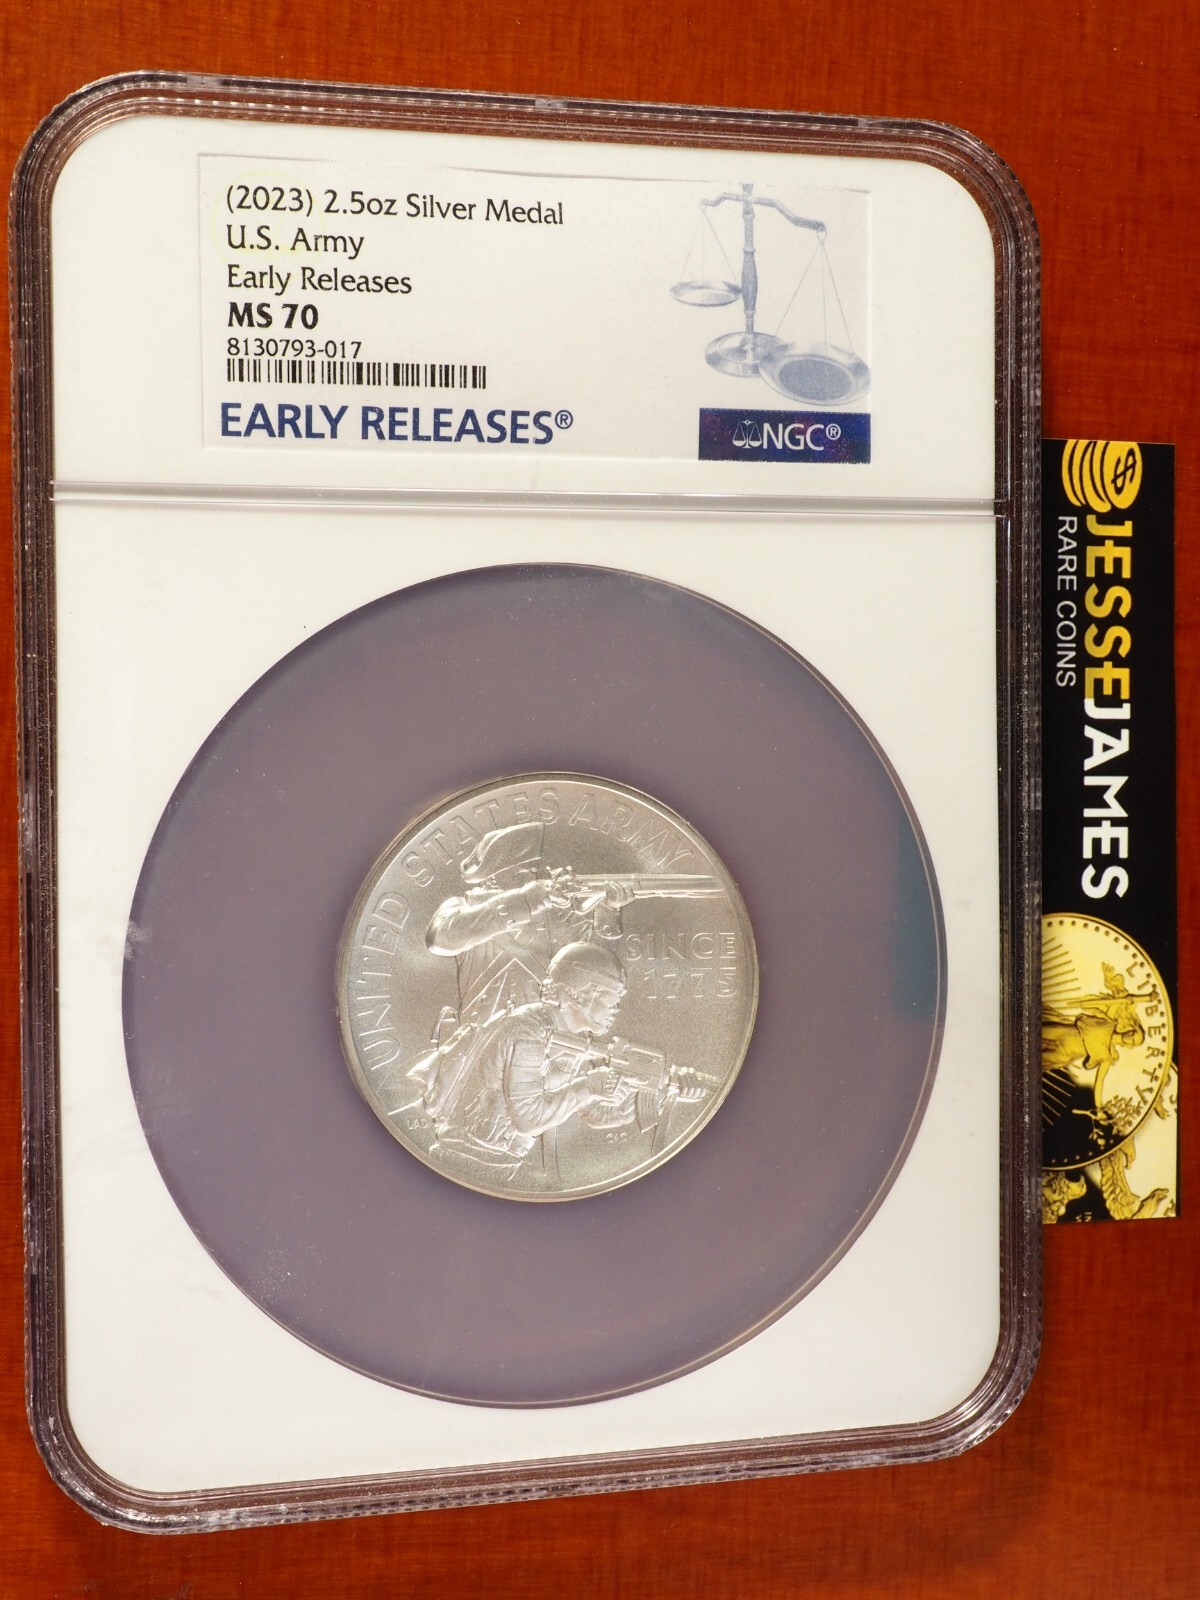 (2023) 2.5oz Silver Medal
U.S. Army
Early Releases
MS 70
8130793-017
EARLY RELEASES®
NGC®
UNITED STATES ARMY
SINCE
1775
LAD
JESSEJAMES
RARE COINS
$
LIBERTY